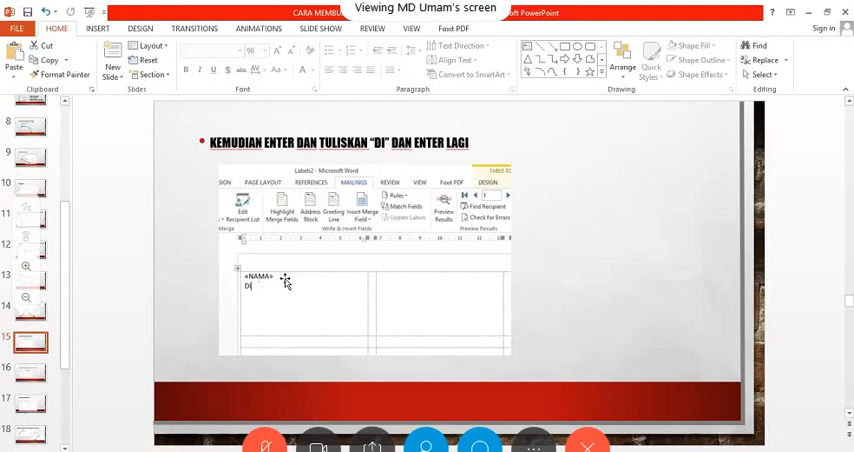 Viewing MD Umam's screen
CARA MEMBU
soft PowerPoint
Sign in
FILE HOME INSERT DESIGN TRANSITIONS ANIMATIONS SLIDE SHOW REVIEW VIEW Foxit PDF
Paste
Cut
Copy
Format Painter
Clipboard
New Slide
Layout
Reset
Section
Slides
96
Font
Text Direction
Align Text
Convert to SmartArt
Paragraph
Arrange
Quick Styles
Shape Fill
Shape Outline
Shape Effects
Drawing
Find
Replace
Select
Editing
8
9
10
11
12
13
14
15
16
17
18
• KEMUDIAN ENTER DAN TULISKAN “DI” DAN ENTER LAGI
Labels2 - Microsoft Word
TABLE TO
SIGN PAGE LAYOUT REFERENCES MAILINGS REVIEW VIEW Foxit PDF DESIGN
Edit Recipient List
Highlight Merge Fields
Address Block
Greeting Line
Insert Merge Field
Rules
Match Fields
Update Labels
Write & Insert Fields
Preview Results
1
Find Recipient
Check for Errors
Preview Results
«NAMA»
Di